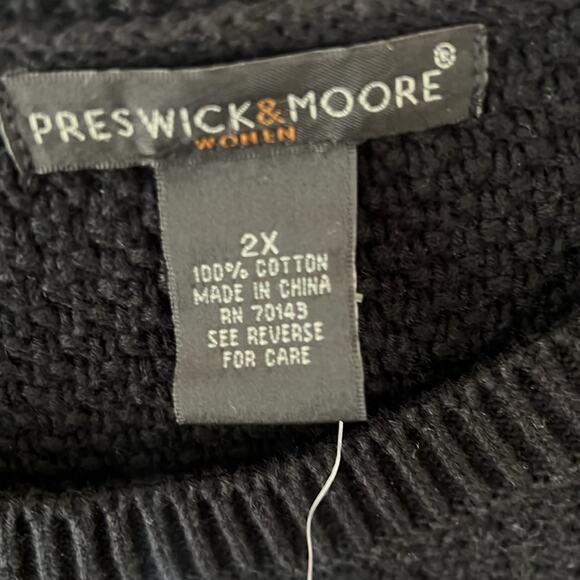 PRESWICK&MOORE®
WOMEN
2X
100% COTTON
MADE IN CHINA
RN 70143
SEE REVERSE
FOR CARE